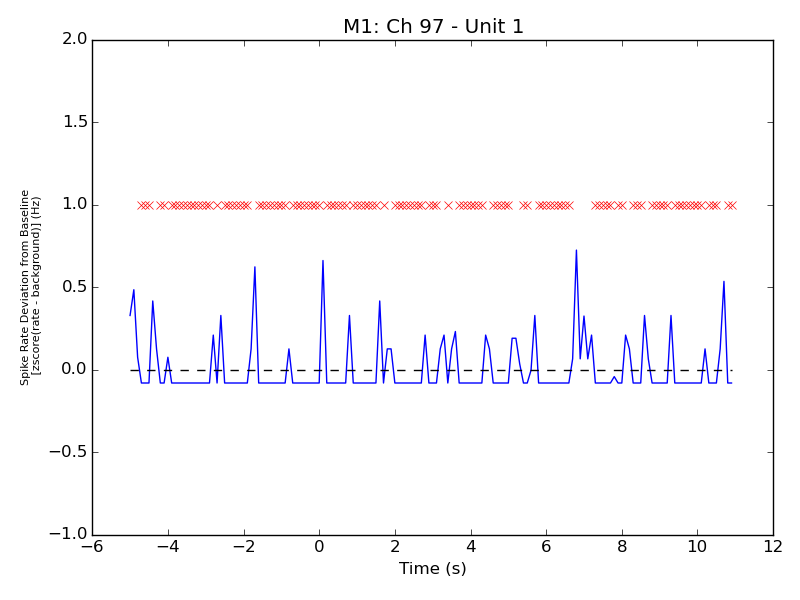 M1: Ch 97 - Unit 1
2.0
1.5
1.0
0.5
0.0
−0.5
−1.0
Spike Rate Deviation from Baseline
[zscore(rate - background)] (Hz)
−6 −4 −2 0 2 4 6 8 10 12
Time (s)